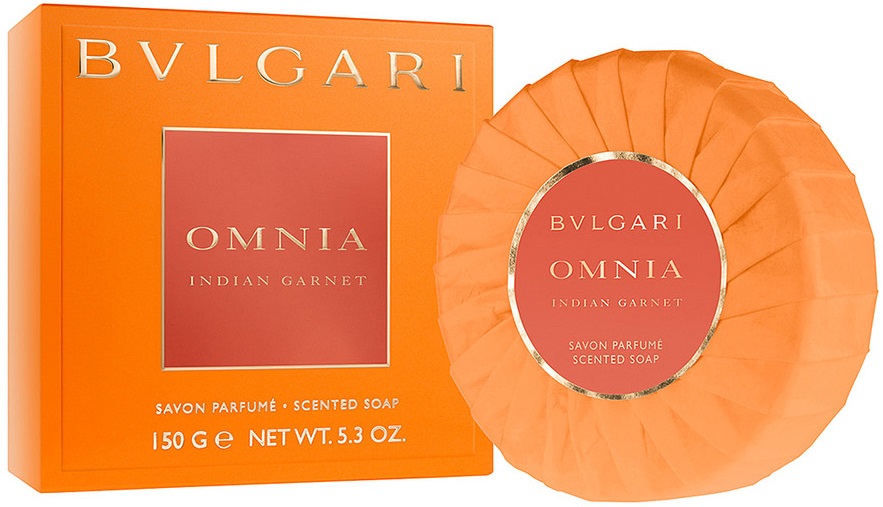 BVLGARI
OMNIA
INDIAN GARNET
SAVON PARFUMÉ • SCENTED SOAP
150 G ℮ NET WT. 5.3 OZ.
BVLGARI
OMNIA
INDIAN GARNET
SAVON PARFUMÉ
SCENTED SOAP